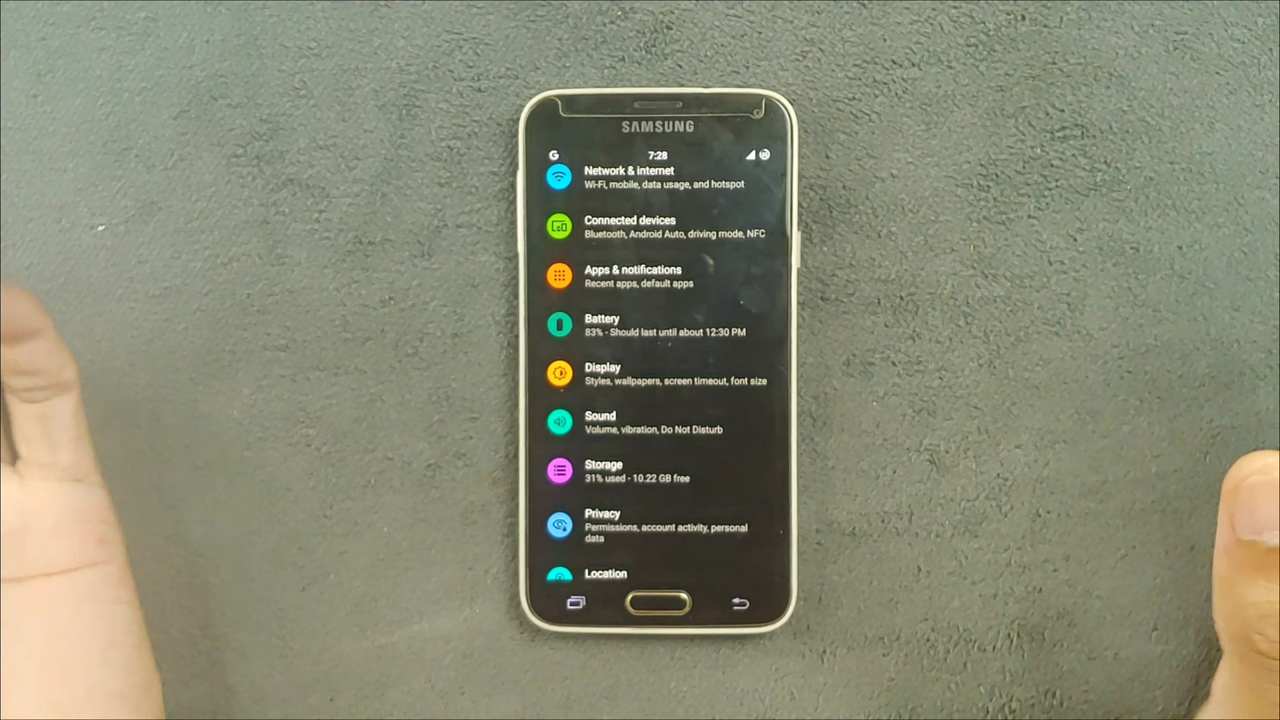 SAMSUNG
7:28
Network & internet
Wi-Fi, mobile, data usage, and hotspot
Connected devices
Bluetooth, Android Auto, driving mode, NFC
Apps & notifications
Recent apps, default apps
Battery
83% - Should last until about 12:30 PM
Display
Styles, wallpapers, screen timeout, font size
Sound
Volume, vibration, Do Not Disturb
Storage
31% used - 10.22 GB free
Privacy
Permissions, account activity, personal
data
Location